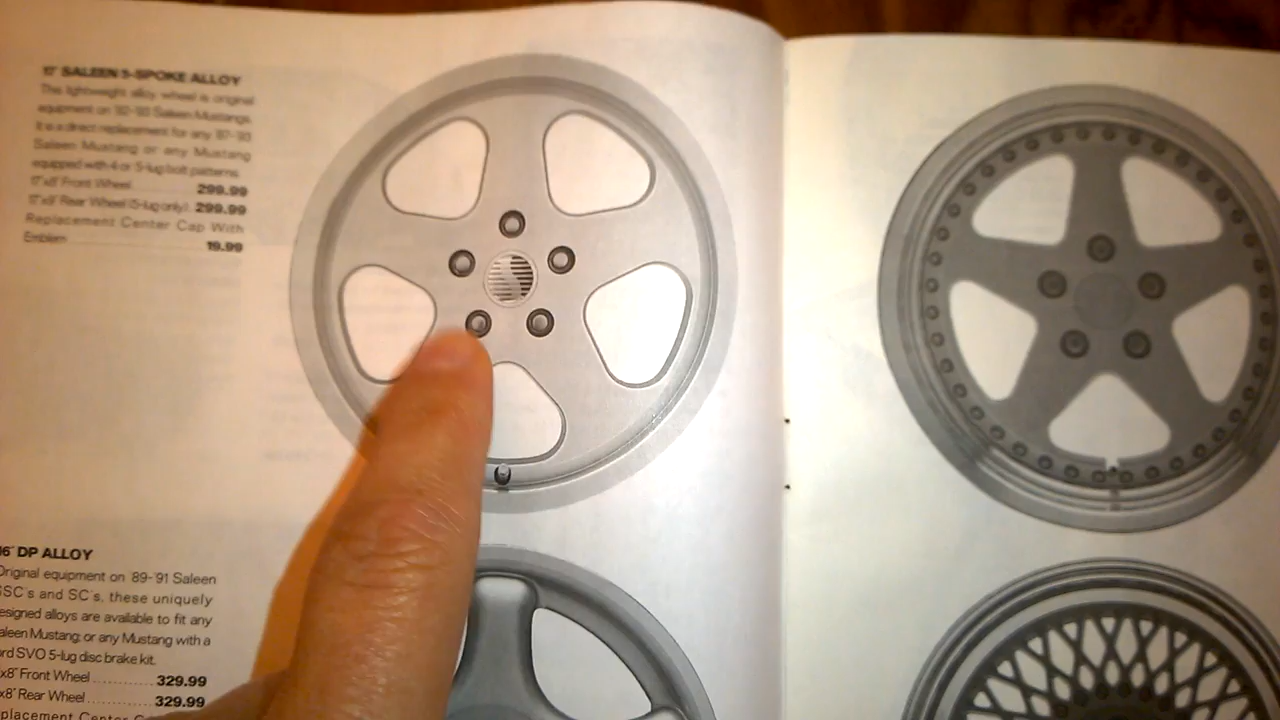 17" SALEEN 5-SPOKE ALLOY
The lightweight alloy wheel is original
equipment on '92-'93 Saleen Mustangs.
It is a direct replacement for any '87-'93
Saleen Mustang or any Mustang
equipped with 4 or 5-lug bolt patterns.
17"x8" Front Wheel 299.99
17"x9" Rear Wheel (5-lug only). 299.99
Replacement Center Cap With
Emblem 19.99
16" DP ALLOY
Original equipment on '89-'91 Saleen
SSC's and SC's, these uniquely
designed alloys are available to fit any
Saleen Mustang; or any Mustang with a
ord SVO 5-lug disc brake kit.
x8" Front Wheel 329.99
x8" Rear Wheel 329.99
placement Center C